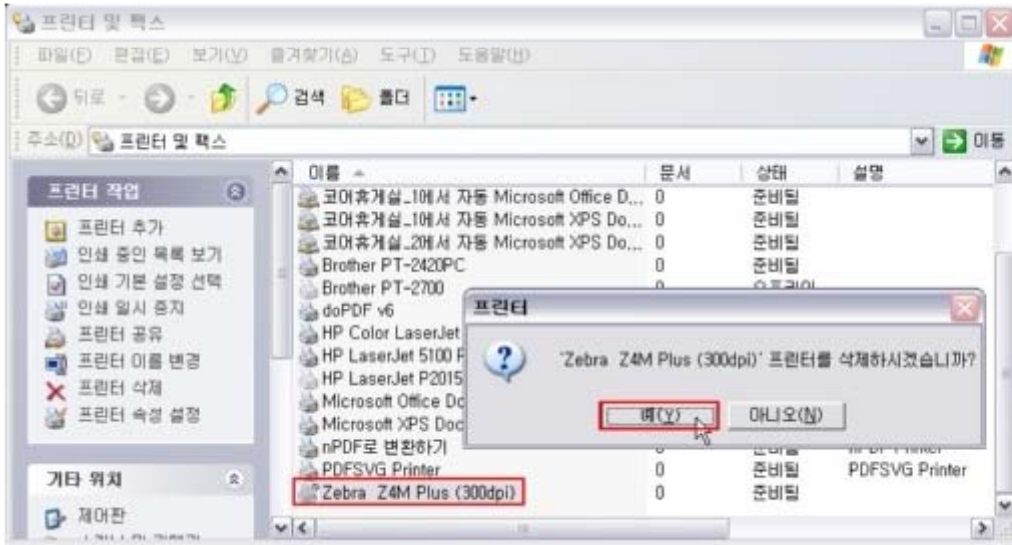 프린터 및 팩스
파일(F) 편집(E) 보기(V) 즐겨찾기(A) 도구(T) 도움말(H)
뒤로 검색 폴더
주소(D) 프린터 및 팩스 이동
프린터 작업
프린터 추가
인쇄 중인 목록 보기
인쇄 기본 설정 선택
인쇄 일시 중지
프린터 공유
프린터 이름 변경
프린터 삭제
프린터 속성 설정
기타 위치
제어판
이름 문서 상태 설명
코어휴게실_1에서 자동 Microsoft Office D... 0 준비됨
코어휴게실_1에서 자동 Microsoft XPS Do... 0 준비됨
코어휴게실_2에서 자동 Microsoft XPS Do... 0 준비됨
Brother PT-2420PC 0 준비됨
Brother PT-2700 0 오프라인
doPDF v6
HP Color LaserJet
HP LaserJet 5100
HP LaserJet P2015
Microsoft Office Do
Microsoft XPS Doc
nPDF로 변환하기 0 준비됨 nPDF Printer
PDFSVG Printer 0 준비됨 PDFSVG Printer
Zebra Z4M Plus (300dpi) 0 준비됨
프린터
'Zebra Z4M Plus (300dpi)' 프린터를 삭제하시겠습니까?
예(Y) 아니오(N)